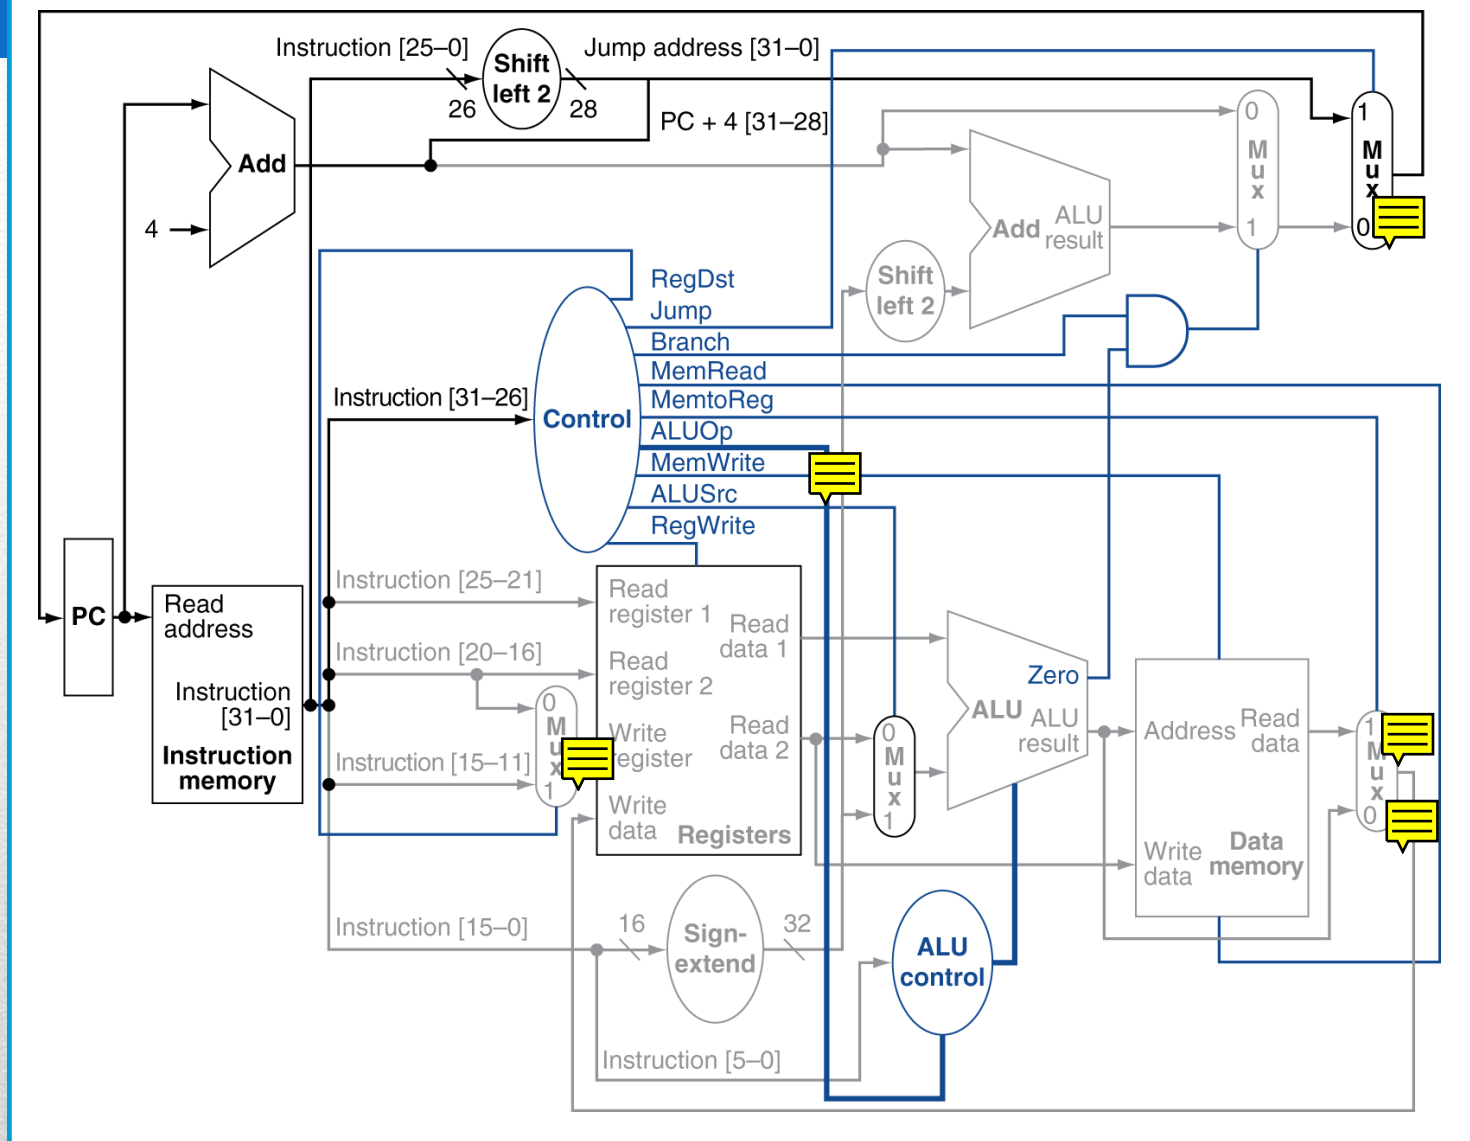 Instruction [25–0]
Shift
left 2
Jump address [31–0]
26
28
PC + 4 [31–28]
Add
4
0
M
u
x
1
1
M
u
x
0
Add
ALU
result
Shift
left 2
RegDst
Jump
Branch
MemRead
MemtoReg
ALUOp
MemWrite
ALUSrc
RegWrite
Instruction [31–26]
Control
PC
Read
address
Instruction
[31–0]
Instruction
memory
Instruction [25–21]
Instruction [20–16]
Instruction [15–11]
0
M
u
x
1
Read
register 1
Read
register 2
Write
register
Write
data
Read
data 1
Read
data 2
Registers
0
M
u
x
1
Zero
ALU
ALU
result
Address
Read
data
Write
data
Data
memory
1
M
u
x
0
Instruction [15–0]
16
Sign-
extend
32
ALU
control
Instruction [5–0]